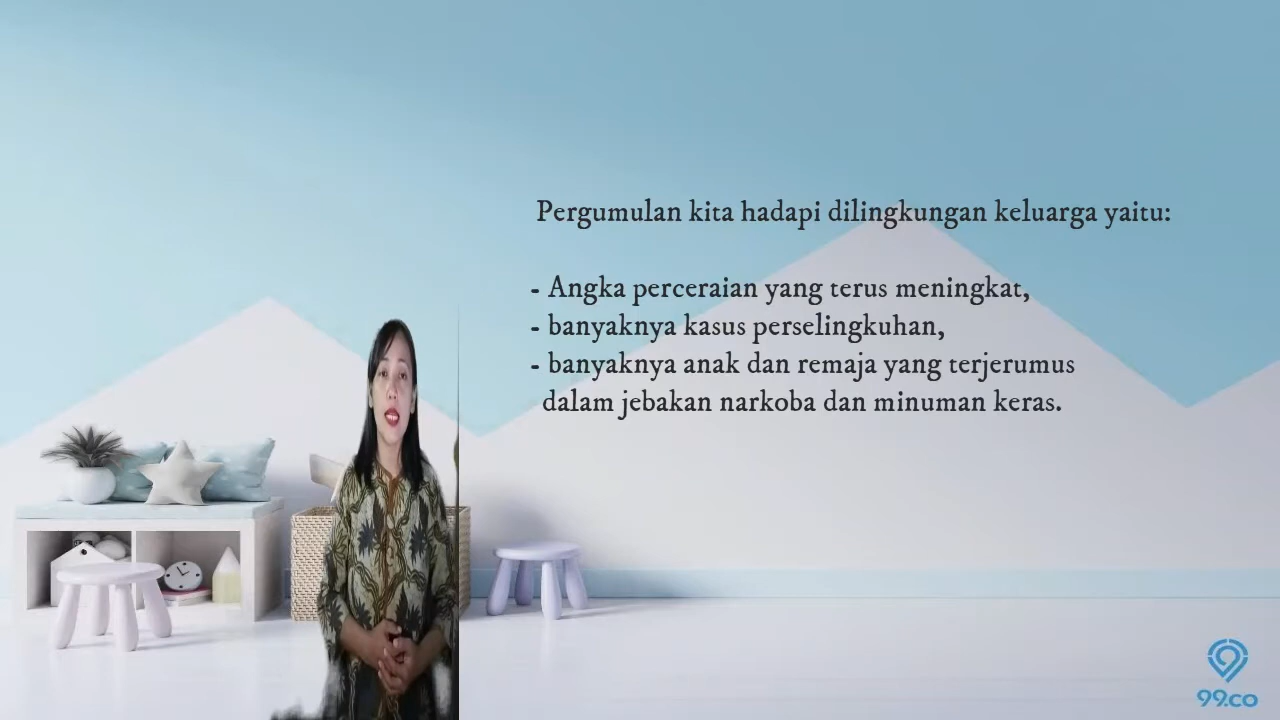 Pergumulan kita hadapi dilingkungan keluarga yaitu:
- Angka perceraian yang terus meningkat,
- banyaknya kasus perselingkuhan,
- banyaknya anak dan remaja yang terjerumus
dalam jebakan narkoba dan minuman keras.
99.co